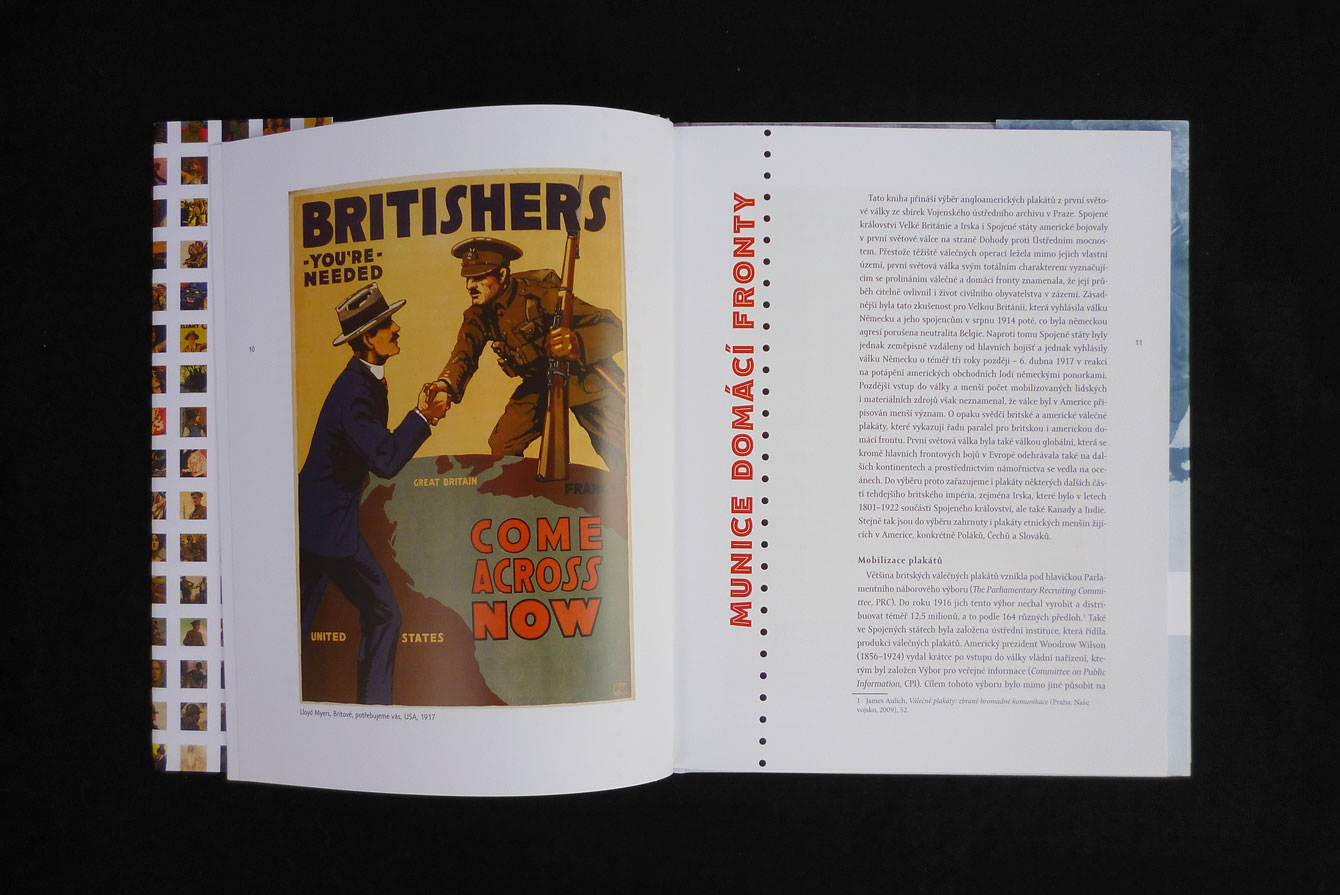 BRITISHERS
-YOU'RE-
NEEDED
GREAT BRITAIN
COME
ACROSS
NOW
UNITED STATES
10
Lloyd Myers, Britové, potřebujeme vás, USA, 1917
MUNICE DOMÁCÍ FRONTY
Tato kniha přináší výběr angloamerických plakátů z první světo-
vé války ze sbírek Vojenského ústředního archivu v Praze. Spojené
království Velké Británie a Irska i Spojené státy americké bojovaly
v první světové válce na straně Dohody proti Ústředním mocnos-
tem. Přestože těžiště válečných operací ležela mimo jejich vlastní
území, první světová válka svým totálním charakterem vyznačují-
cím se prolínáním válečné a domácí fronty znamenala, že její prů-
běh citelně ovlivnil i život civilního obyvatelstva v zázemí. Zásad-
nější byla tato zkušenost pro Velkou Británii, která vyhlásila válku
Německu a jeho spojencům v srpnu 1914 poté, co byla německou
agresí porušena neutralita Belgie. Naproti tomu Spojené státy byly
jednak zeměpisně vzdáleny od hlavních bojišť a jednak vyhlásily
válku Německu o téměř tři roky později – 6. dubna 1917 v reakci
na potápění amerických obchodních lodí německými ponorkami.
Pozdější vstup do války a menší počet mobilizovaných lidských
i materiálních zdrojů však neznamenal, že válce byl v Americe při-
pisován menší význam. O opaku svědčí britské a americké válečné
plakáty, které vykazují řadu paralel pro britskou i americkou do-
mácí frontu. První světová válka byla také válkou globální, která se
kromě hlavních frontových bojů v Evropě odehrávala také na dal-
ších kontinentech a prostřednictvím námořnictva se vedla na oce-
ánech. Do výběru proto zařazujeme i plakáty některých dalších čás-
tí tehdejšího britského impéria, zejména Irska, které bylo v letech
1801–1922 součástí Spojeného království, ale také Kanady a Indie.
Stejně tak jsou do výběru zahrnuty i plakáty etnických menšin žijí-
cích v Americe, konkrétně Poláků, Čechů a Slováků.
Mobilizace plakátů
Většina britských válečných plakátů vznikla pod hlavičkou Parla-
mentního náborového výboru (The Parliamentary Recruiting Commi-
ttee, PRC). Do roku 1916 jich tento výbor nechal vyrobit a distri-
buovat téměř 12,5 milionů, a to podle 164 různých předloh.1 Také
ve Spojených státech byla založena ústřední instituce, která řídila
produkci válečných plakátů. Americký prezident Woodrow Wilson
(1856–1924) vydal krátce po vstupu do války vládní nařízení, kte-
rým byl založen Výbor pro veřejné informace (Committee on Public
Information, CPI). Cílem tohoto výboru bylo mimo jiné působit na
1 James Aulich, Válečné plakáty: zbraně hromadné komunikace (Praha: Naše
vojsko, 2009), 52.
11